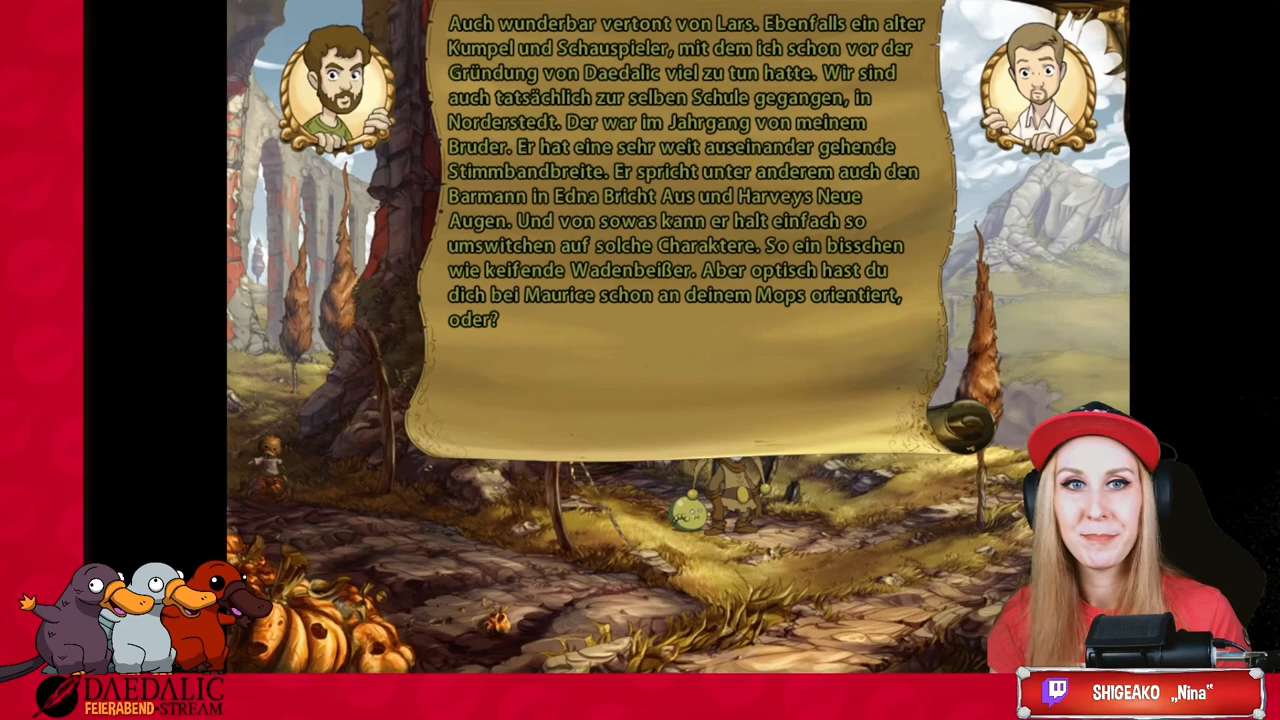 Auch wunderbar vertont von Lars. Ebenfalls ein alter
Kumpel und Schauspieler, mit dem ich schon vor der
Gründung von Daedalic viel zu tun hatte. Wir sind
auch tatsächlich zur selben Schule gegangen, in
Norderstedt. Der war im Jahrgang von meinem
Bruder. Er hat eine sehr weit auseinander gehende
Stimmbandbreite. Er spricht unter anderem auch den
Barmann in Edna Bricht Aus und Harveys Neue
Augen. Und von sowas kann er halt einfach so
umswitchen auf solche Charaktere. So ein bisschen
wie keifende Wadenbeißer. Aber optisch hast du
dich bei Maurice schon an deinem Mops orientiert,
oder?
DAEDALIC
FEIERABEND-STREAM
SHIGEAKO „Nina“